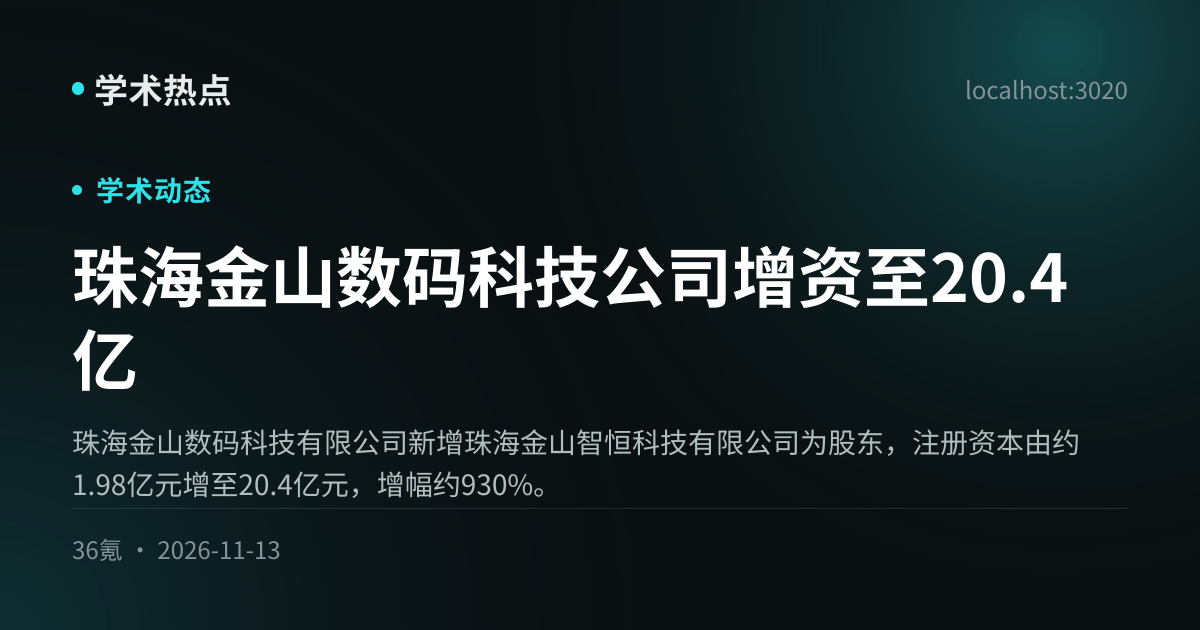 学术热点
localhost:3020
学术动态
珠海金山数码科技公司增资至20.4
亿
珠海金山数码科技有限公司新增珠海金山智恒科技有限公司为股东，注册资本由约
1.98亿元增至20.4亿元，增幅约930%。
36氪 · 2026-11-13